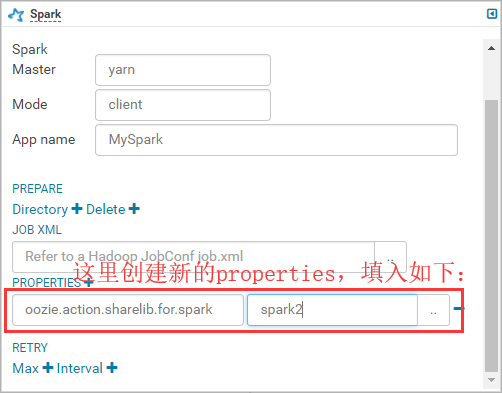 Spark
Spark
Master yarn
Mode client
App name MySpark
PREPARE
Directory + Delete +
JOB XML
Refer to a Hadoop JobConf job.xml ..
这里创建新的properties，填入如下：
PROPERTIES +
oozie.action.sharelib.for.spark spark2 ..
RETRY
Max + Interval +